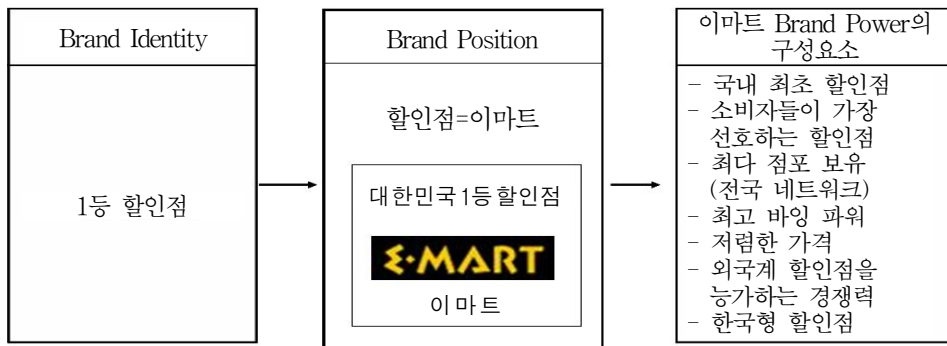 Brand Identity
1등 할인점
Brand Position
할인점=이마트
대한민국1등할인점
E·MART
이마트
이마트 Brand Power의
구성요소
- 국내 최초 할인점
- 소비자들이 가장
선호하는 할인점
- 최다 점포 보유
(전국 네트워크)
- 최고 바잉 파워
- 저렴한 가격
- 외국계 할인점을
능가하는 경쟁력
- 한국형 할인점